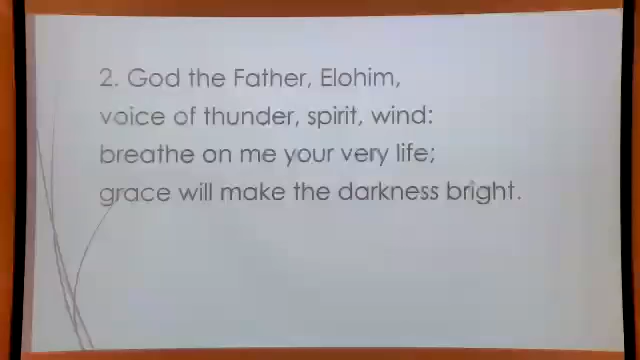 2. God the Father, Elohim,
voice of thunder, spirit, wind:
breathe on me your very life;
grace will make the darkness bright.